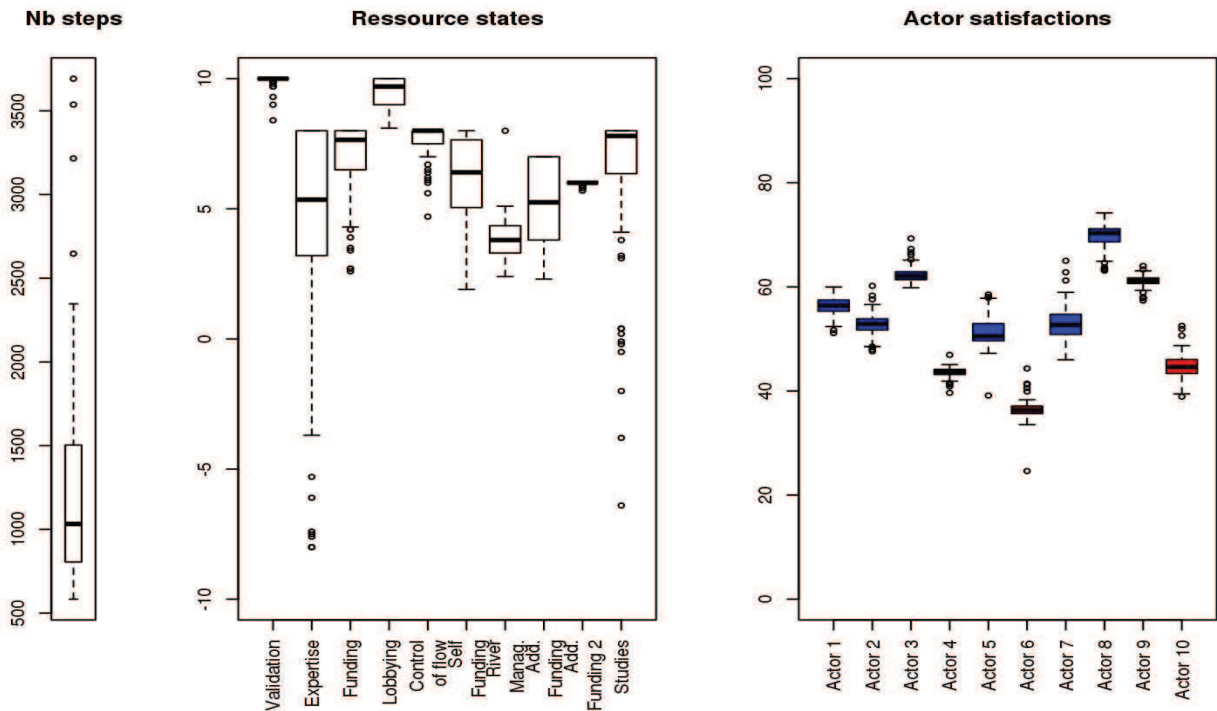 Nb steps
Ressource states
Actor satisfactions
3500
3000
2500
2000
1500
1000
500
10
5
0
-5
-10
Validation
Expertise
Funding
Lobbying
Control
of flow
Self
Funding
River
Manag.
Add.
Funding
Add.
Funding 2
Studies
100
80
60
40
20
0
Actor 1
Actor 2
Actor 3
Actor 4
Actor 5
Actor 6
Actor 7
Actor 8
Actor 9
Actor 10